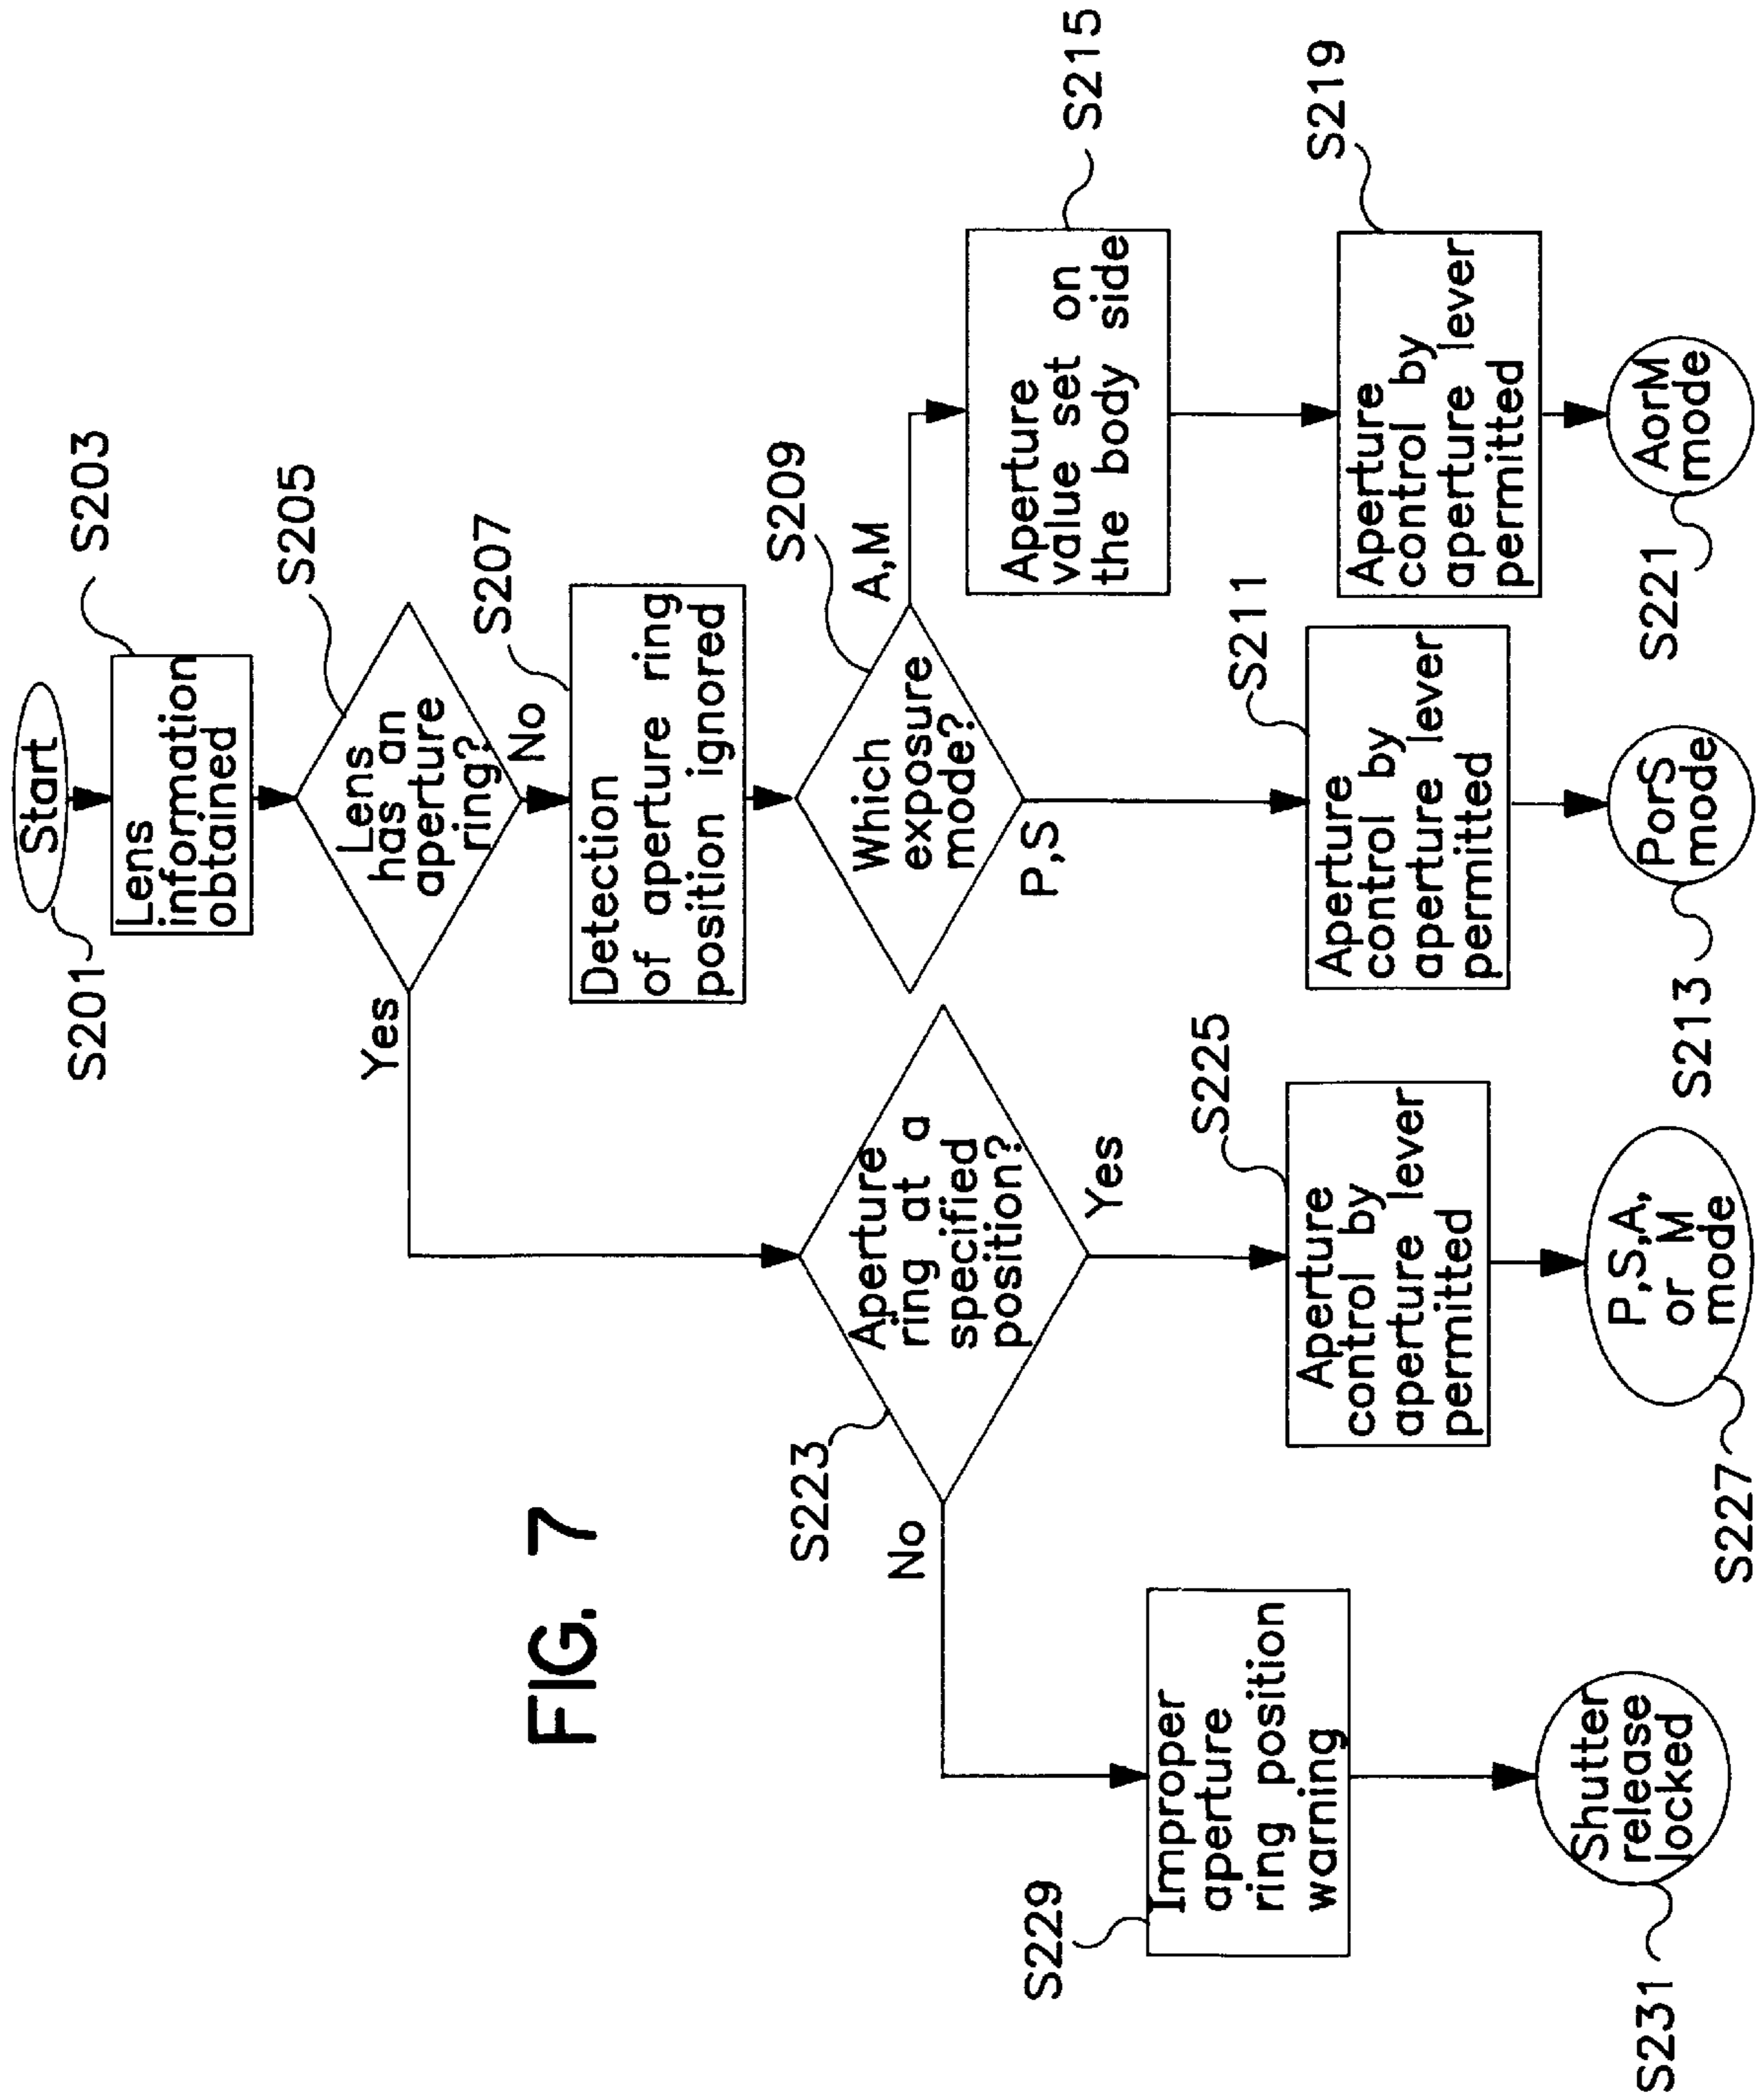 FIG. 7
Start
S201
Lens
information
obtained
S203
Lens
has an
aperture
ring?
S205
Yes
No
Detection
of aperture ring
position ignored
S207
Which
exposure
mode?
S209
A,M
P,S
Aperture
value set on
the body side
S215
Aperture
control by
aperture lever
permitted
S219
AorM
mode
S221
Aperture
control by
aperture lever
permitted
S211
PorS
mode
S213
Aperture
ring at a
specified
position?
S223
Yes
No
Aperture
control by
aperture lever
permitted
S225
P,S,A,
or M
mode
S227
Improper
aperture
ring position
warning
S229
Shutter
release
locked
S231